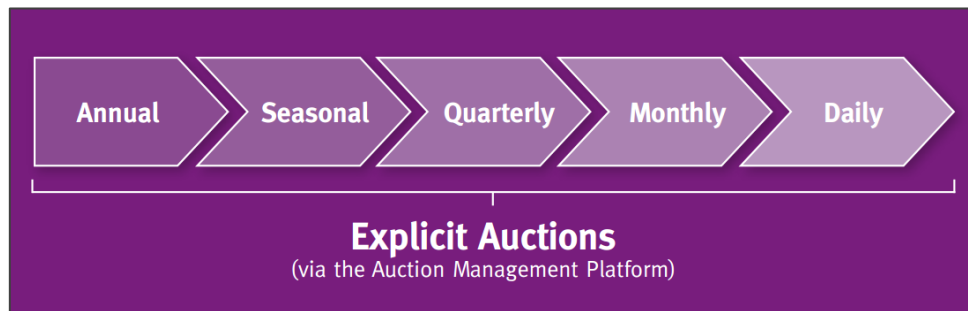 Annual Seasonal Quarterly Monthly Daily
Explicit Auctions
(via the Auction Management Platform)